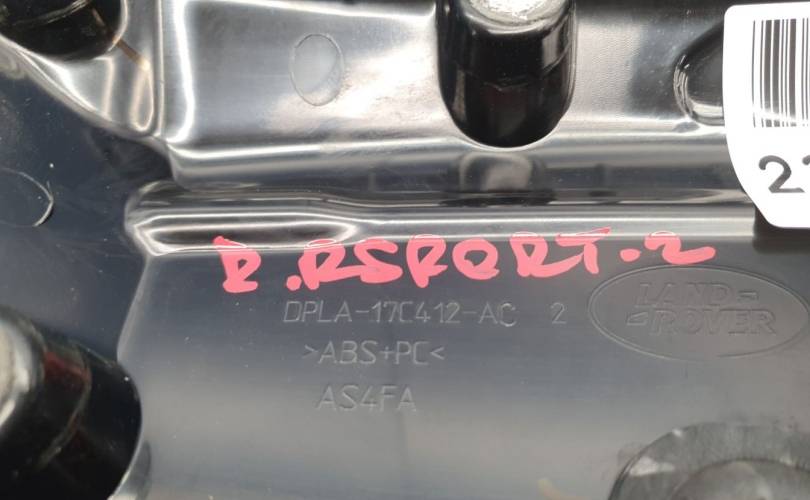 R.RSPORT.2
DPLA-17C412-AC 2
LAND-
-ROVER
>ABS+PC<
AS4FA